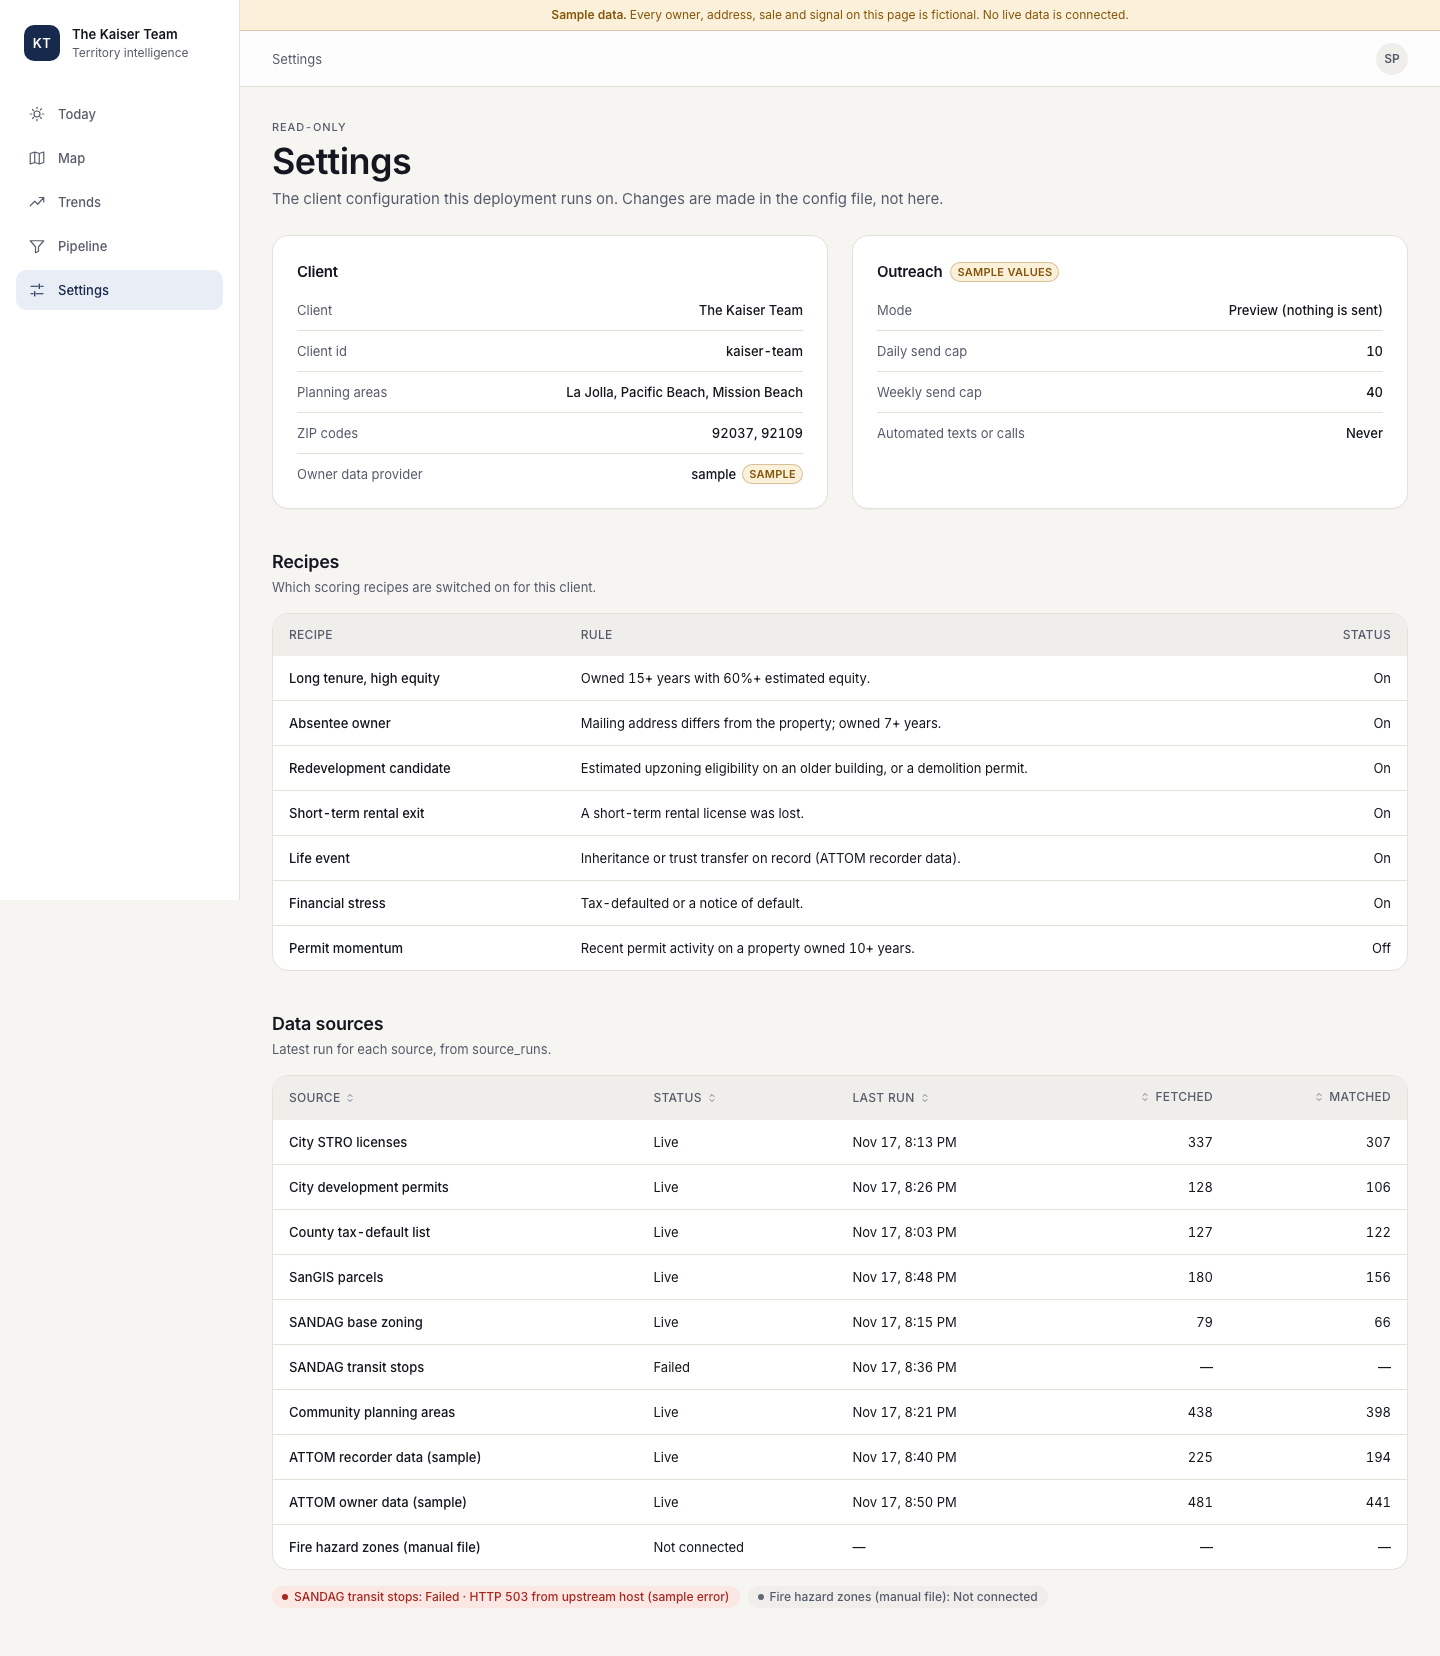 Sample data. Every owner, address, sale and signal on this page is fictional. No live data is connected.
KT
The Kaiser Team
Territory intelligence
Today
Map
Trends
Pipeline
Settings
Settings
SP
READ-ONLY
Settings
The client configuration this deployment runs on. Changes are made in the config file, not here.
Client
Client The Kaiser Team
Client id kaiser-team
Planning areas La Jolla, Pacific Beach, Mission Beach
ZIP codes 92037, 92109
Owner data provider sample SAMPLE
Outreach SAMPLE VALUES
Mode Preview (nothing is sent)
Daily send cap 10
Weekly send cap 40
Automated texts or calls Never
Recipes
Which scoring recipes are switched on for this client.
RECIPE RULE STATUS
Long tenure, high equity Owned 15+ years with 60%+ estimated equity. On
Absentee owner Mailing address differs from the property; owned 7+ years. On
Redevelopment candidate Estimated upzoning eligibility on an older building, or a demolition permit. On
Short-term rental exit A short-term rental license was lost. On
Life event Inheritance or trust transfer on record (ATTOM recorder data). On
Financial stress Tax-defaulted or a notice of default. On
Permit momentum Recent permit activity on a property owned 10+ years. Off
Data sources
Latest run for each source, from source_runs.
SOURCE STATUS LAST RUN FETCHED MATCHED
City STRO licenses Live Nov 17, 8:13 PM 337 307
City development permits Live Nov 17, 8:26 PM 128 106
County tax-default list Live Nov 17, 8:03 PM 127 122
SanGIS parcels Live Nov 17, 8:48 PM 180 156
SANDAG base zoning Live Nov 17, 8:15 PM 79 66
SANDAG transit stops Failed Nov 17, 8:36 PM — —
Community planning areas Live Nov 17, 8:21 PM 438 398
ATTOM recorder data (sample) Live Nov 17, 8:40 PM 225 194
ATTOM owner data (sample) Live Nov 17, 8:50 PM 481 441
Fire hazard zones (manual file) Not connected — — —
SANDAG transit stops: Failed · HTTP 503 from upstream host (sample error)
Fire hazard zones (manual file): Not connected